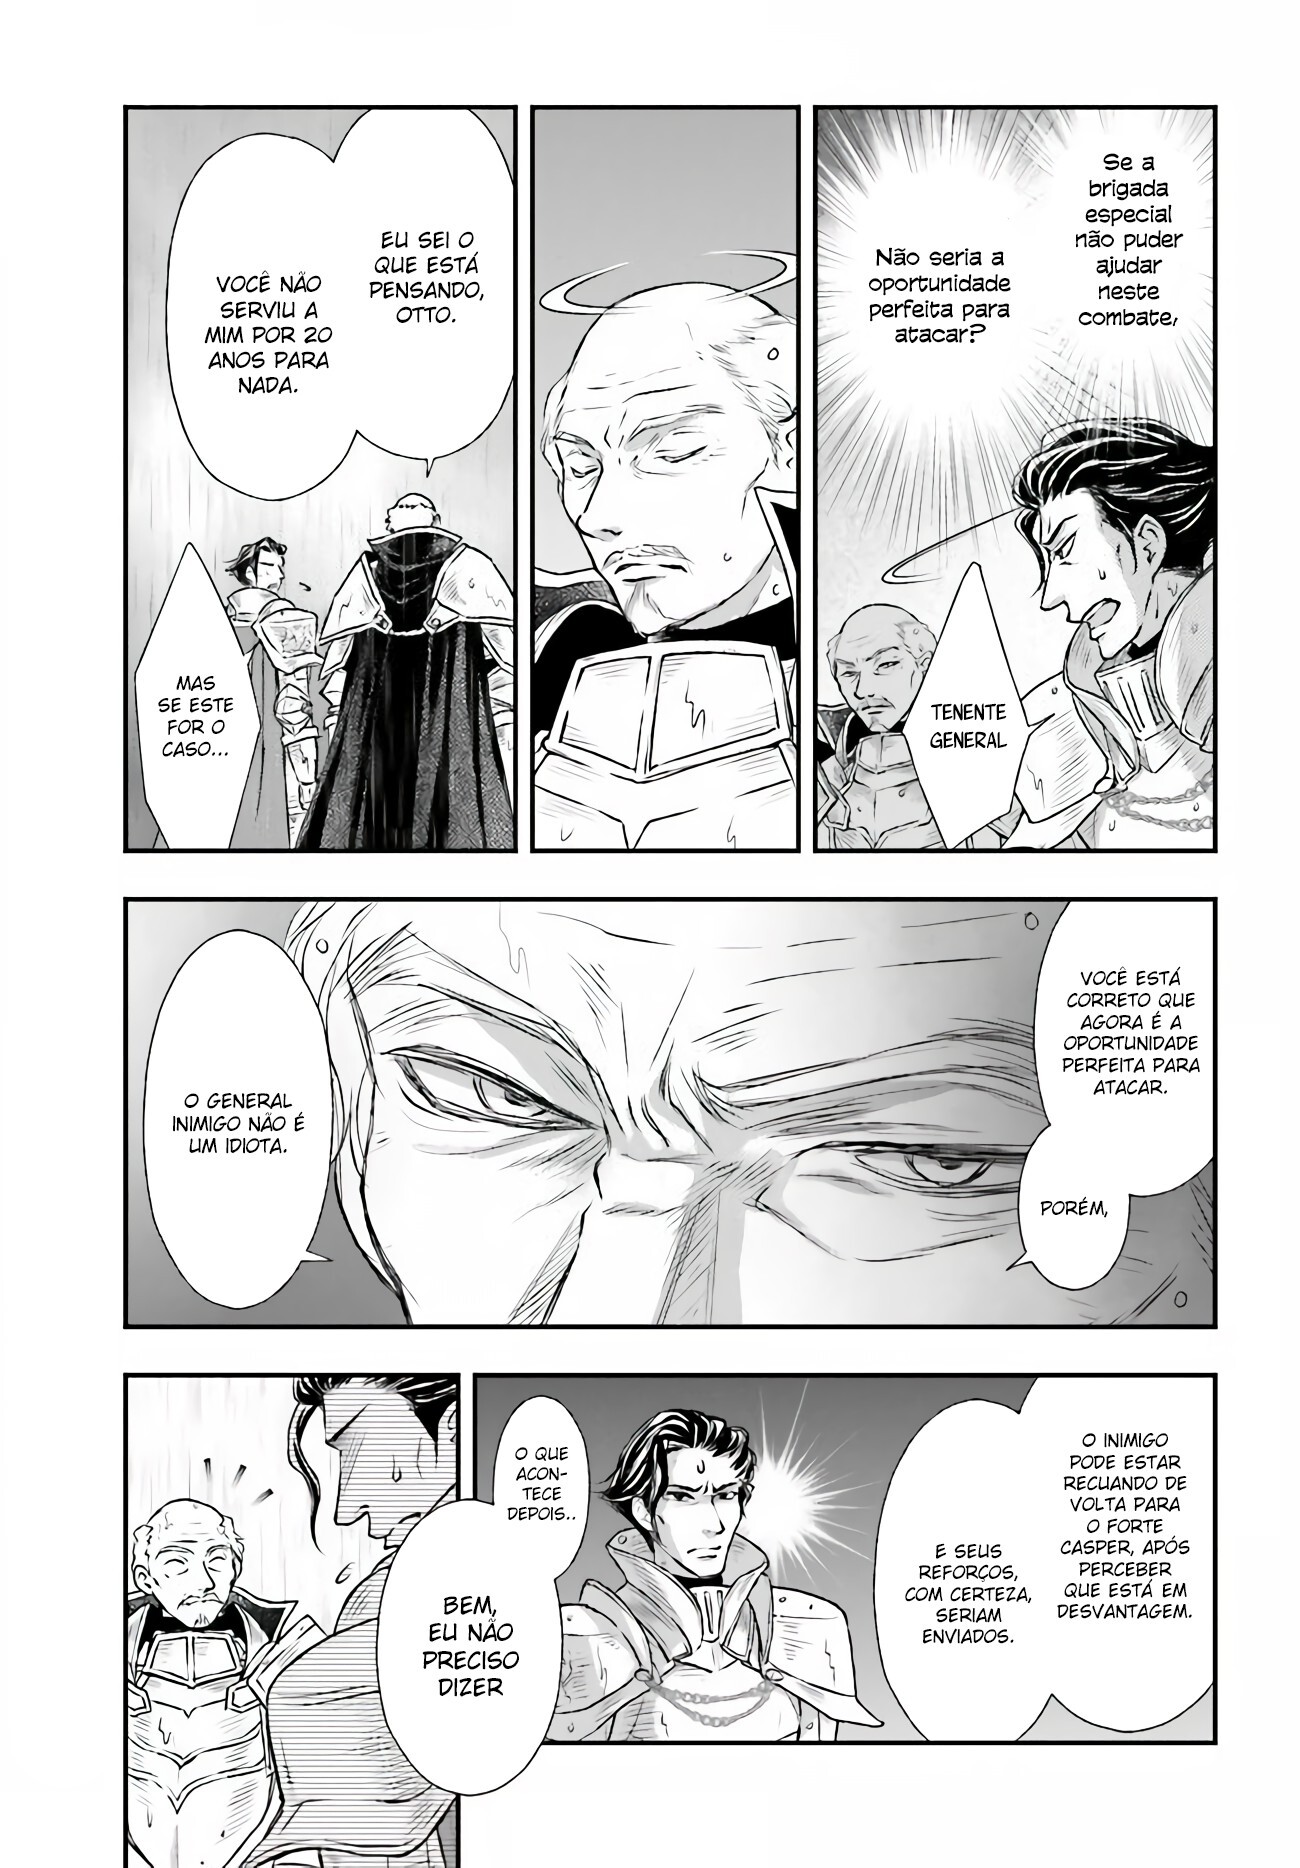 Se a
brigada
especial
não puder
ajudar
neste
combate,
Não seria a
oportunidade
perfeita para
atacar?
TENENTE
GENERAL
EU SEI O
QUE ESTÁ
PENSANDO,
OTTO.
VOCÊ NÃO
SERVIU A
MIM POR 20
ANOS PARA
NADA.
MAS
SE ESTE
FOR O
CASO...
VOCÊ ESTÁ
CORRETO QUE
AGORA É A
OPORTUNIDADE
PERFEITA PARA
ATACAR.
PORÉM,
O GENERAL
INIMIGO NÃO É
UM IDIOTA.
O INIMIGO
PODE ESTAR
RECUANDO DE
VOLTA PARA
O FORTE
CASPER, APÓS
PERCEBER
QUE ESTÁ EM
DESVANTAGEM.
E SEUS
REFORÇOS,
COM CERTEZA,
SERIAM
ENVIADOS.
O QUE
ACON-
TECE
DEPOIS..
BEM,
EU NÃO
PRECISO
DIZER